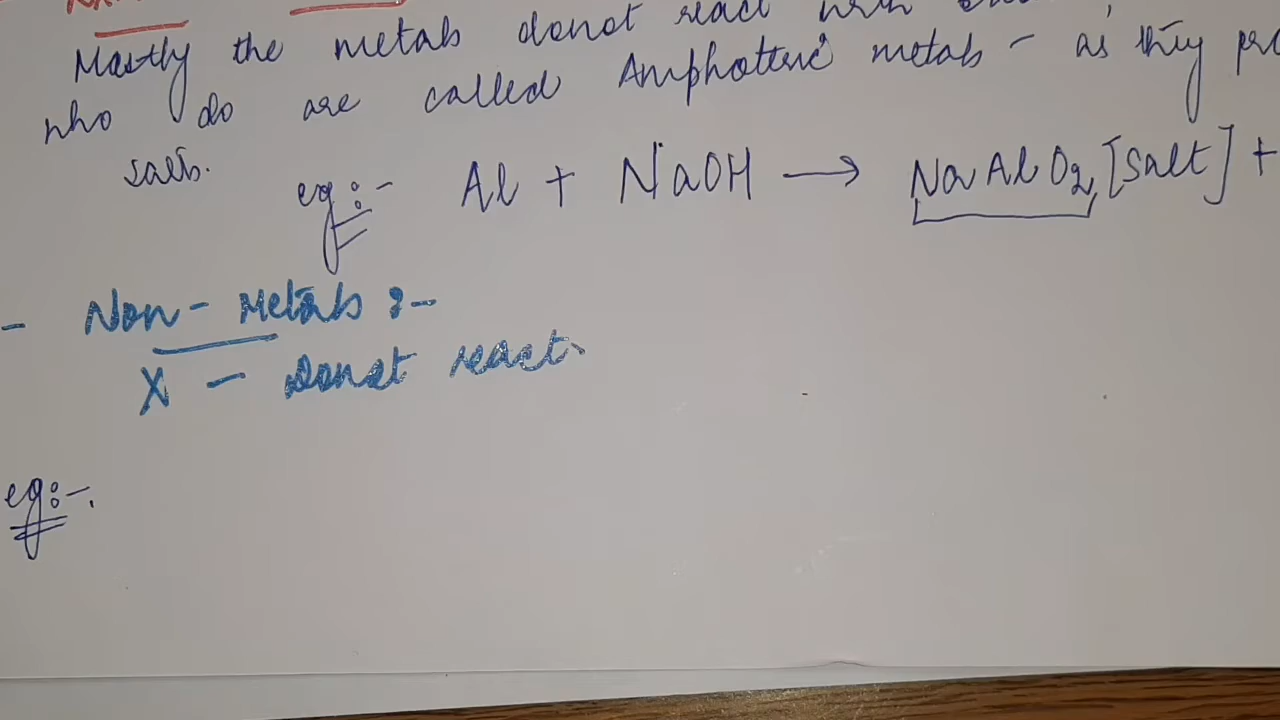 Mostly the metals donot react with
who do are called Amphoteric metals - as they
salts.
eg:- Al + NaOH → NaAlO2 [Salt] +
- Non-Metals :-
X - Donot react.
eg:-.